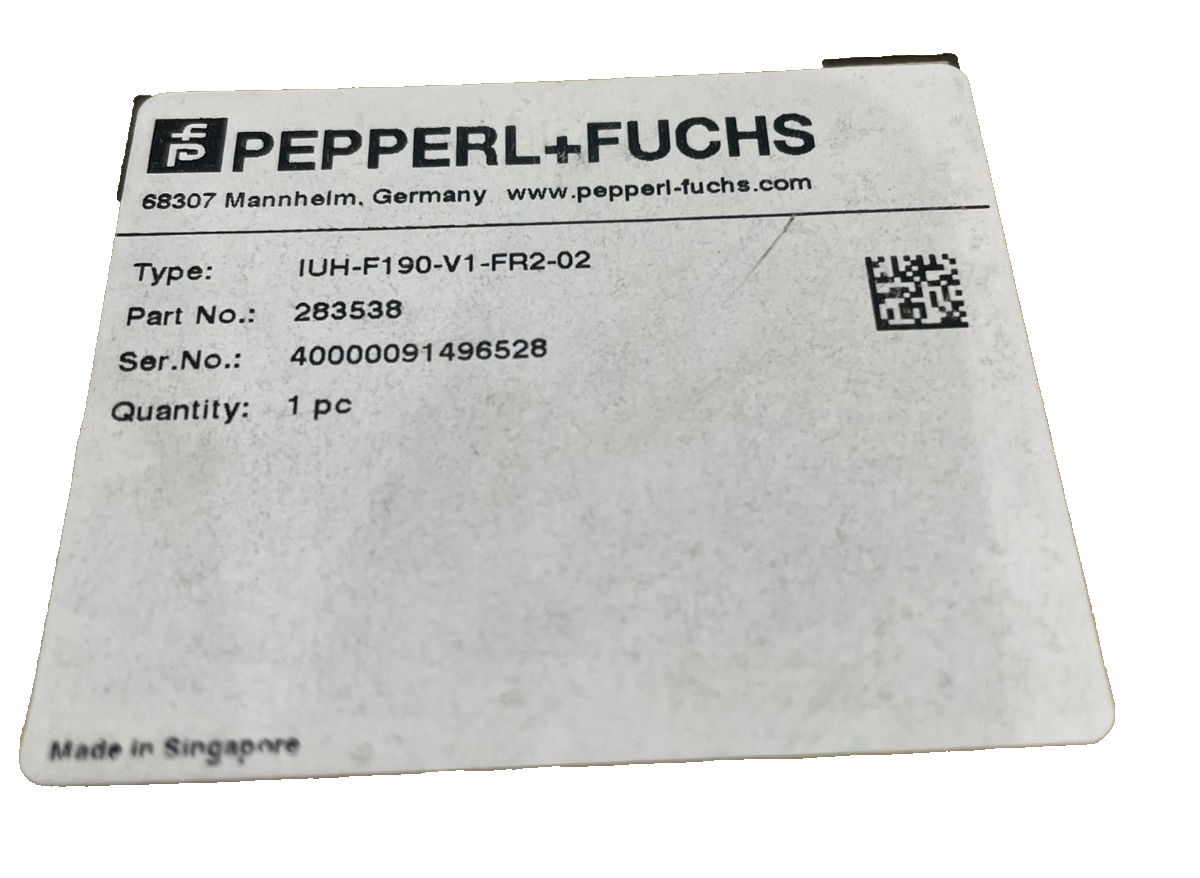 PEPPERL+FUCHS
68307 Mannheim, Germany www.pepperl-fuchs.com
Type: IUH-F190-V1-FR2-02
Part No.: 283538
Ser.No.: 40000091496528
Quantity: 1 pc
Made in Singapore